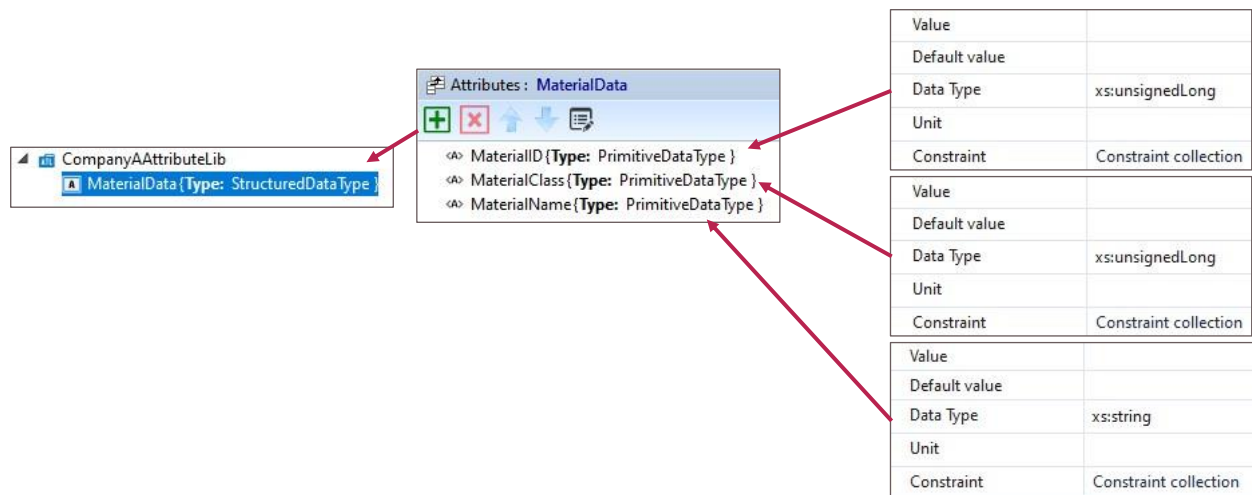 CompanyAAttributeLib
MaterialData{Type: StructuredDataType }
Attributes : MaterialData
MaterialID{Type: PrimitiveDataType }
MaterialClass{Type: PrimitiveDataType }
MaterialName{Type: PrimitiveDataType }
Value
Default value
Data Type xs:unsignedLong
Unit
Constraint Constraint collection
Value
Default value
Data Type xs:unsignedLong
Unit
Constraint Constraint collection
Value
Default value
Data Type xs:string
Unit
Constraint Constraint collection